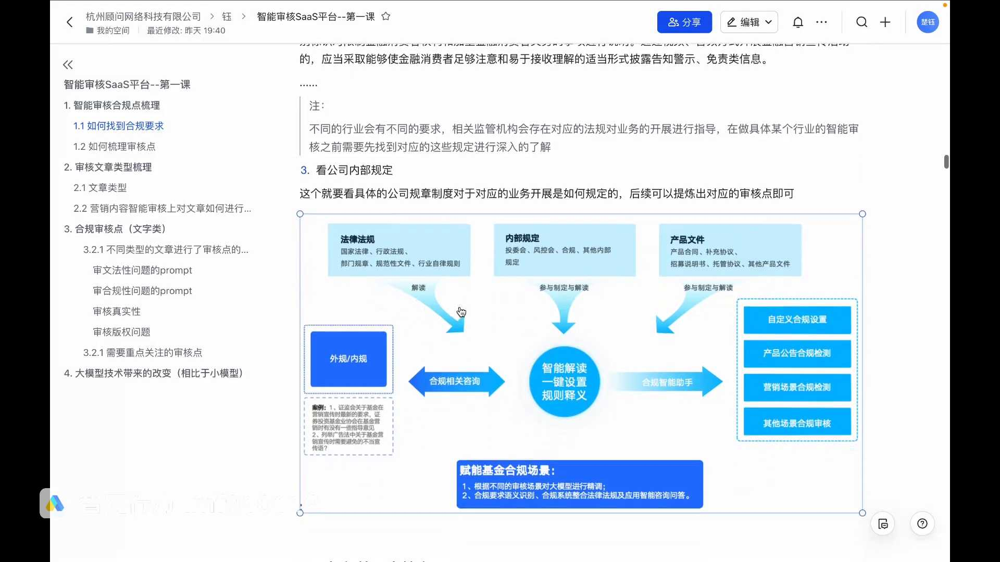 杭州顾问网络科技有限公司 > 钰 > 智能审核SaaS平台--第一课
我的空间 最近修改: 昨天 19:40
分享
编辑
楚钰
智能审核SaaS平台--第一课
1. 智能审核合规点梳理
1.1 如何找到合规要求
1.2 如何梳理审核点
2. 审核文章类型梳理
2.1 文章类型
2.2 营销内容智能审核上对文章如何进行...
3. 合规审核点（文字类）
3.2.1 不同类型的文章进行了审核点的...
审文法性问题的prompt
审合规性问题的prompt
审核真实性
审核版权问题
3.2.1 需要重点关注的审核点
4. 大模型技术带来的改变（相比于小模型）
的，应当采取能够使金融消费者足够注意和易于接收理解的适当形式披露告知警示、免责类信息。
......
注：
不同的行业会有不同的要求，相关监管机构会存在对应的法规对业务的开展进行指导，在做具体某个行业的智能审
核之前需要先找到对应的这些规定进行深入的了解
3. 看公司内部规定
这个就要看具体的公司规章制度对于对应的业务开展是如何规定的，后续可以提炼出对应的审核点即可
法律法规
国家法律、行政法规、
部门规章、规范性文件、行业自律规则
内部规定
投委会、风控会、合规、其他内部
规定
产品文件
产品合同、补充协议、
招募说明书、托管协议、其他产品文件
解读
参与制定与解读
参与制定与解读
外规/内规
合规相关咨询
智能解读
一键设置
规则释义
合规智能助手
自定义合规设置
产品公告合规检测
营销场景合规检测
其他场景合规审核
案例：1、证监会关于基金在
营销宣传时最新的要求，证
券投资基金业协会在基金营
销时有没有一些指导意见
2、列举广告法中关于基金营
销宣传时需要避免的不当宣
传语？
赋能基金合规场景：
1、根据不同的审核场景对大模型进行精调；
2、合规要求语义识别、合规系统整合法律法规及应用智能咨询问答。